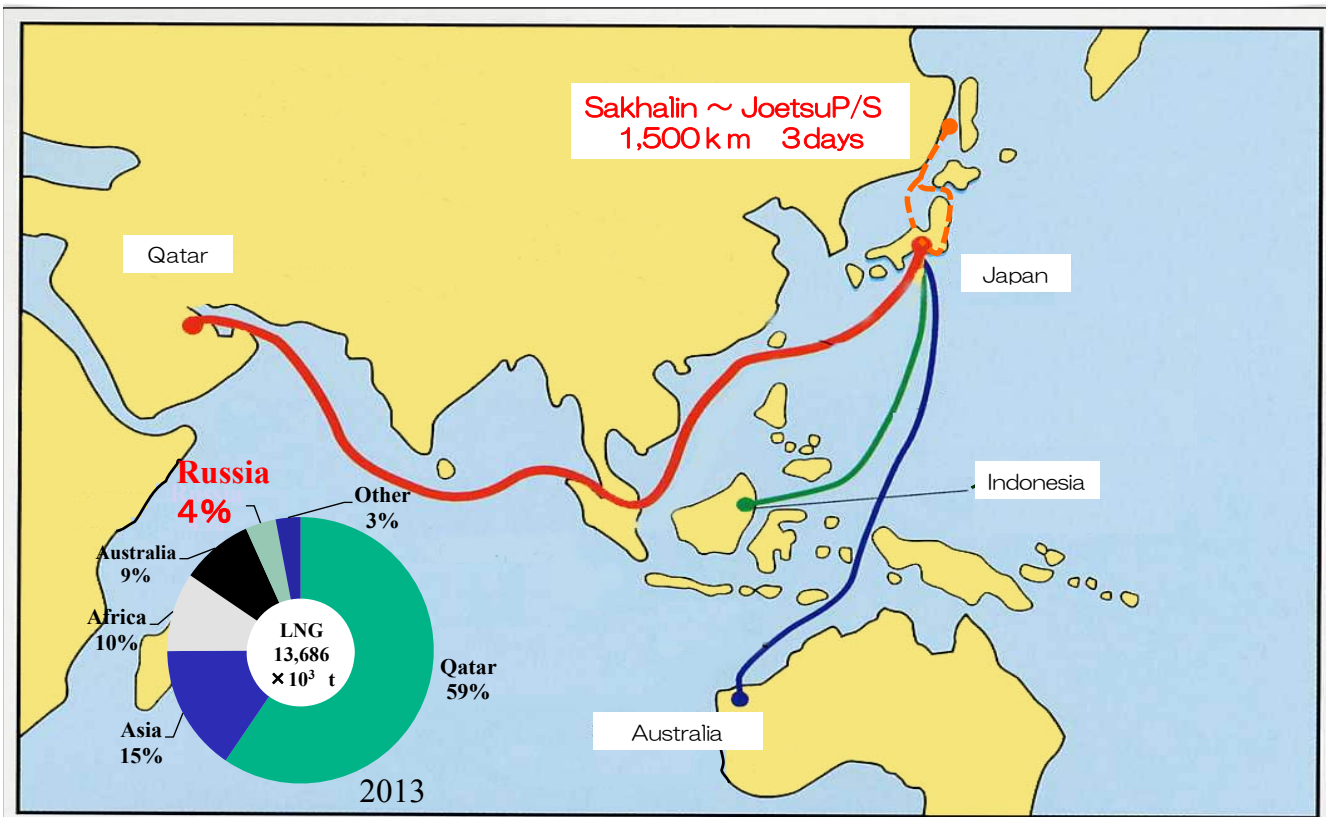 Sakhalin ～ JoetsuP/S
1,500ｋｍ 3days
Qatar
Japan
Indonesia
Australia
Russia
4%
Other
3%
Australia
9%
Africa
10%
Asia
15%
LNG
13,686
×10³ t
Qatar
59%
2013